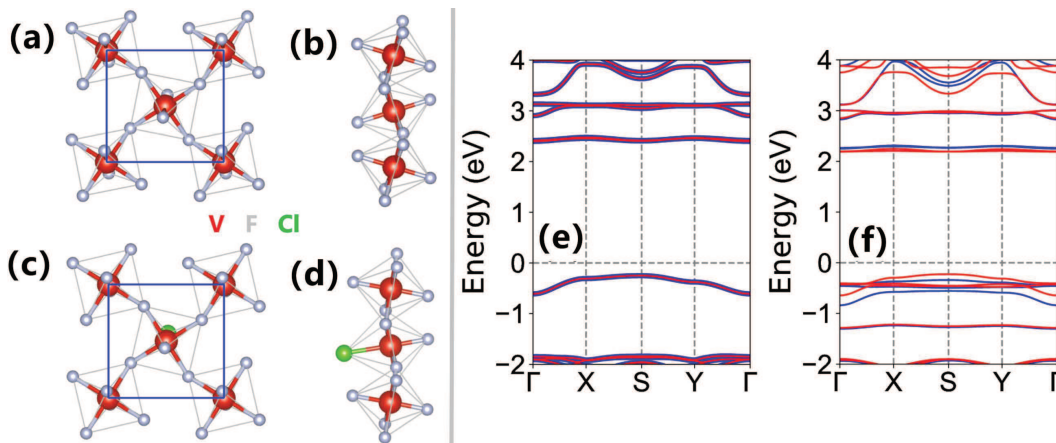 (a)
(b)
V F Cl
(c)
(d)
Energy (eV)
4
3
2
1
0
−1
−2
(e)
Γ X S Y Γ
Energy (eV)
4
3
2
1
0
−1
−2
(f)
Γ X S Y Γ